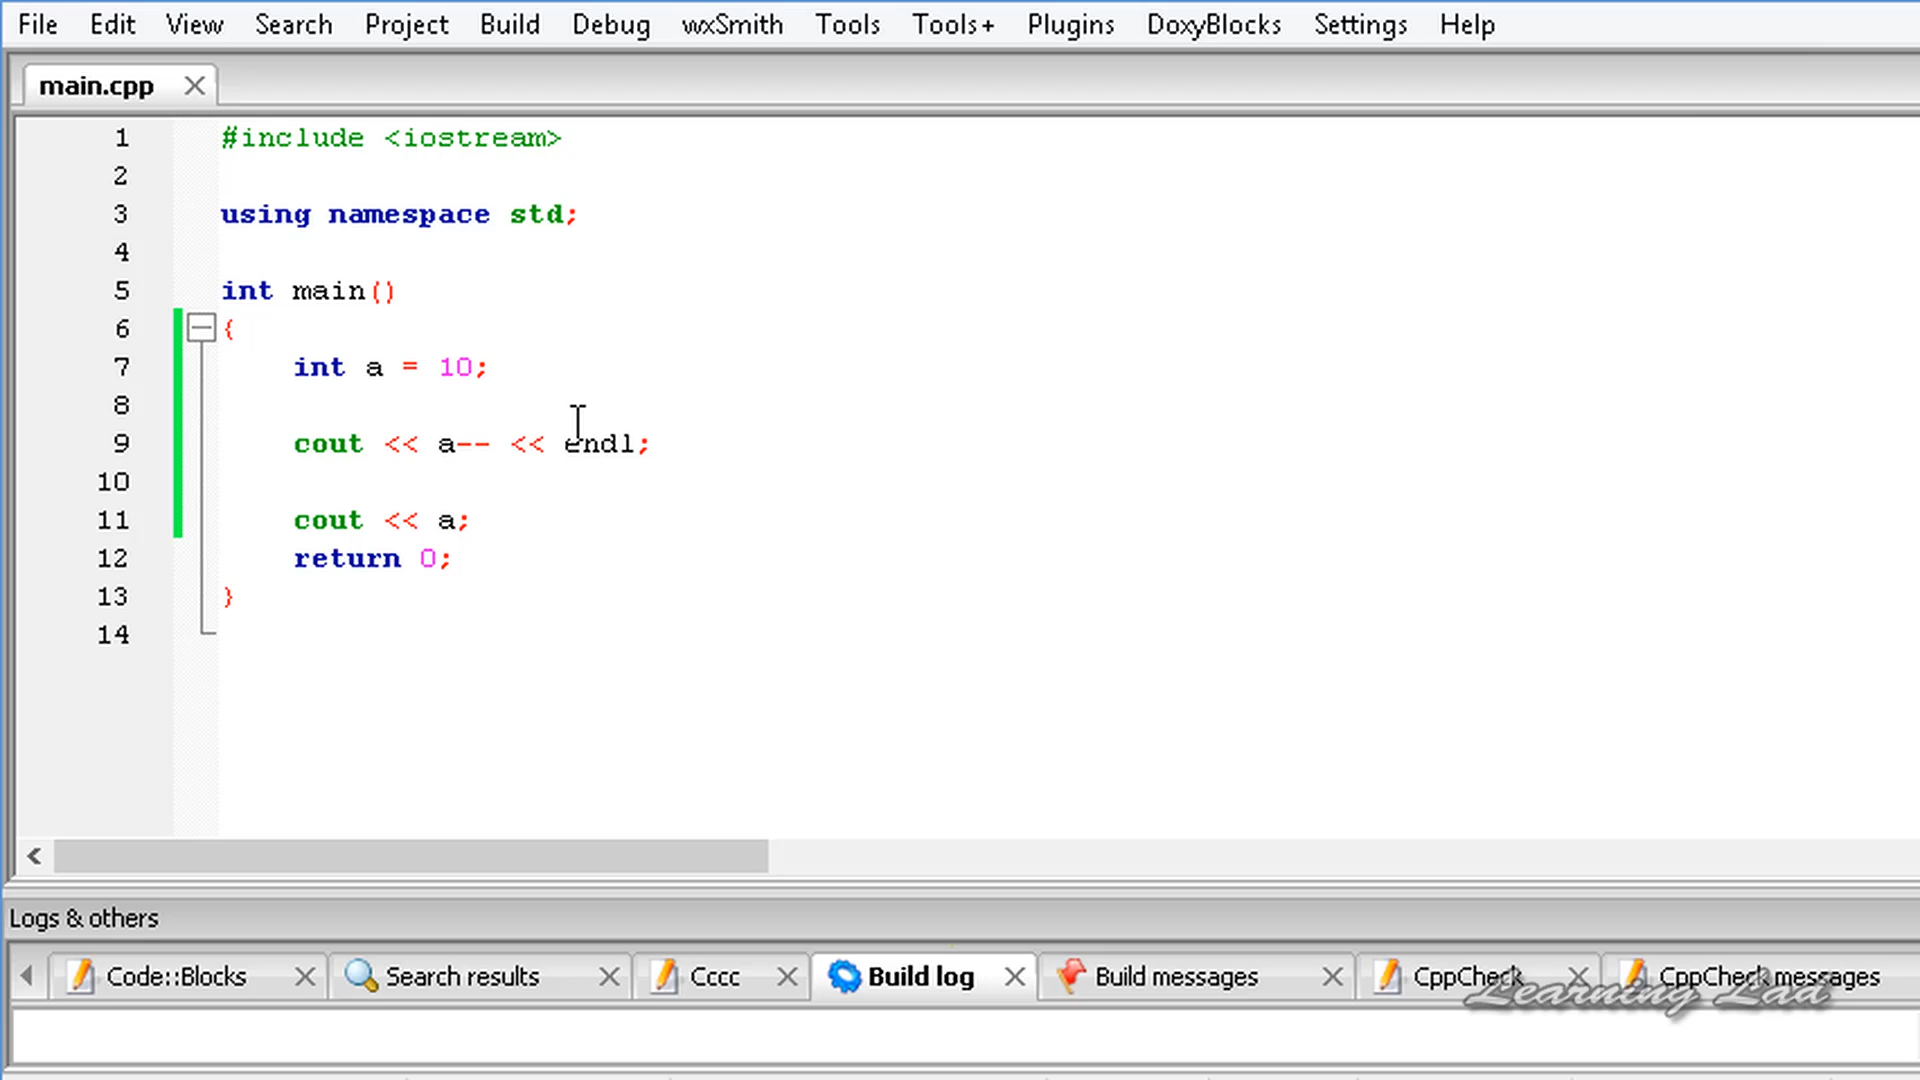 File Edit View Search Project Build Debug wxSmith Tools Tools+ Plugins DoxyBlocks Settings Help
main.cpp
1 #include <iostream>
2
3 using namespace std;
4
5 int main()
6 {
7 int a = 10;
8
9 cout << a-- << endl;
10
11 cout << a;
12 return 0;
13 }
14
Logs & others
Code::Blocks Search results Cccc Build log Build messages CppCheck CppCheck messages
Learning Lad